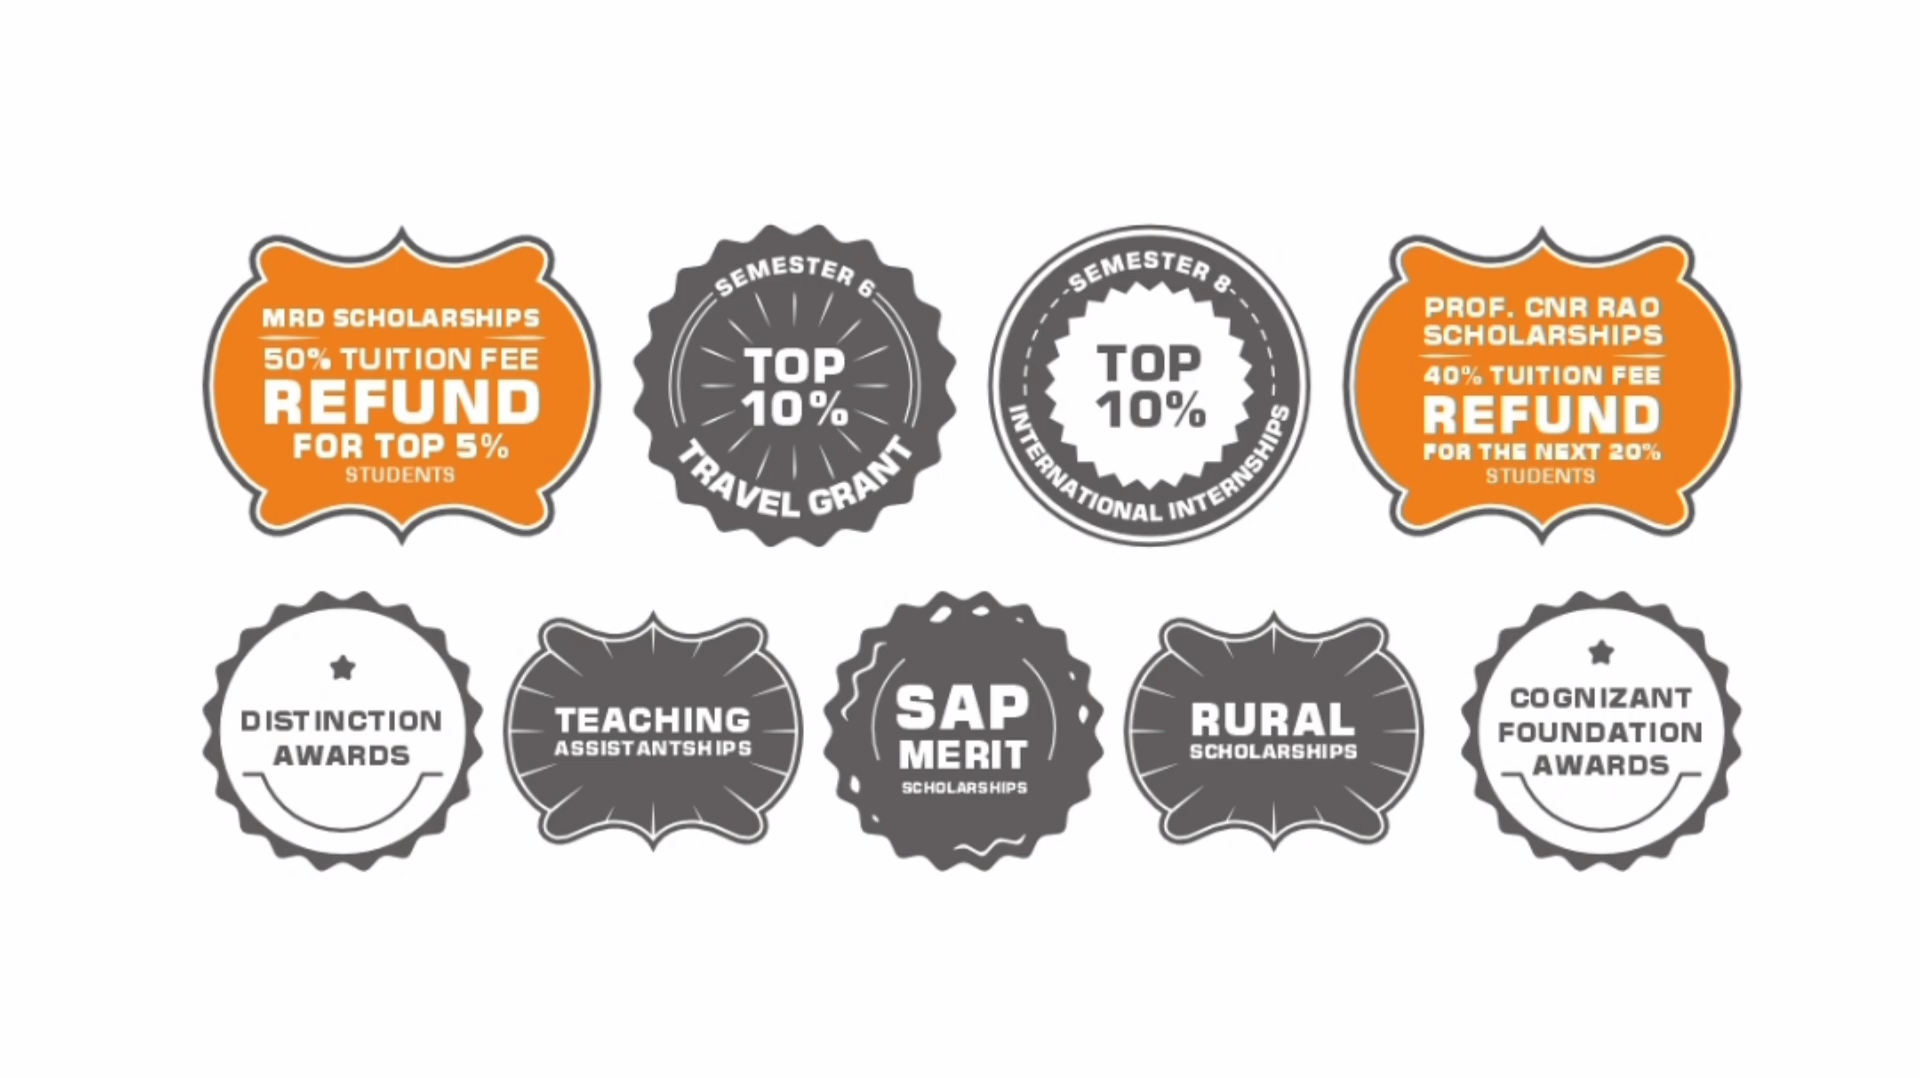 MRD SCHOLARSHIPS
50% TUITION FEE
REFUND
FOR TOP 5%
STUDENTS
SEMESTER 6
TOP
10%
TRAVEL GRANT
SEMESTER 8
TOP
10%
INTERNATIONAL INTERNSHIPS
PROF. CNR RAO
SCHOLARSHIPS
40% TUITION FEE
REFUND
FOR THE NEXT 20%
STUDENTS
DISTINCTION
AWARDS
TEACHING
ASSISTANTSHIPS
SAP
MERIT
SCHOLARSHIPS
RURAL
SCHOLARSHIPS
COGNIZANT
FOUNDATION
AWARDS